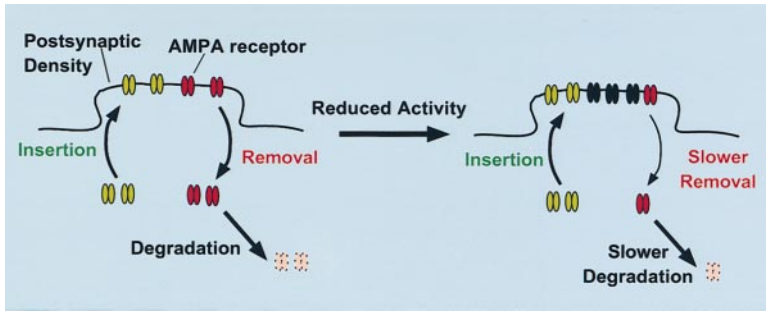 Postsynaptic
Density
AMPA receptor
Insertion
Removal
Degradation
Reduced Activity
Insertion
Slower
Removal
Slower
Degradation